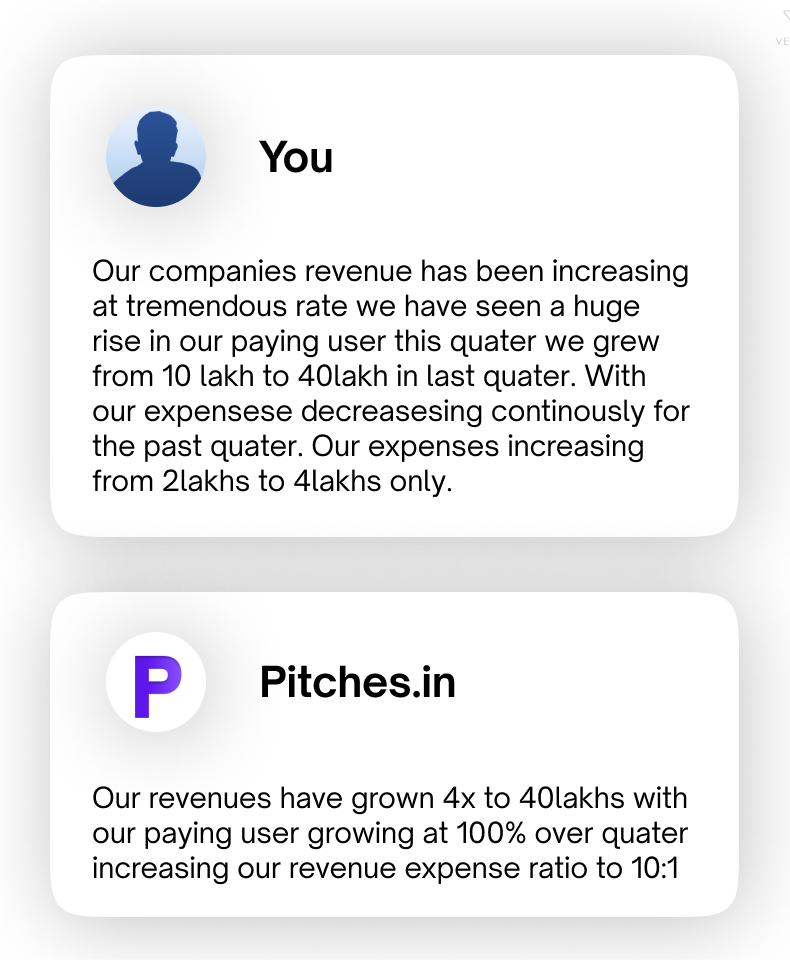 VE
You
Our companies revenue has been increasing
at tremendous rate we have seen a huge
rise in our paying user this quater we grew
from 10 lakh to 40lakh in last quater. With
our expensese decreasesing continously for
the past quater. Our expenses increasing
from 2lakhs to 4lakhs only.
P
Pitches.in
Our revenues have grown 4x to 40lakhs with
our paying user growing at 100% over quater
increasing our revenue expense ratio to 10:1